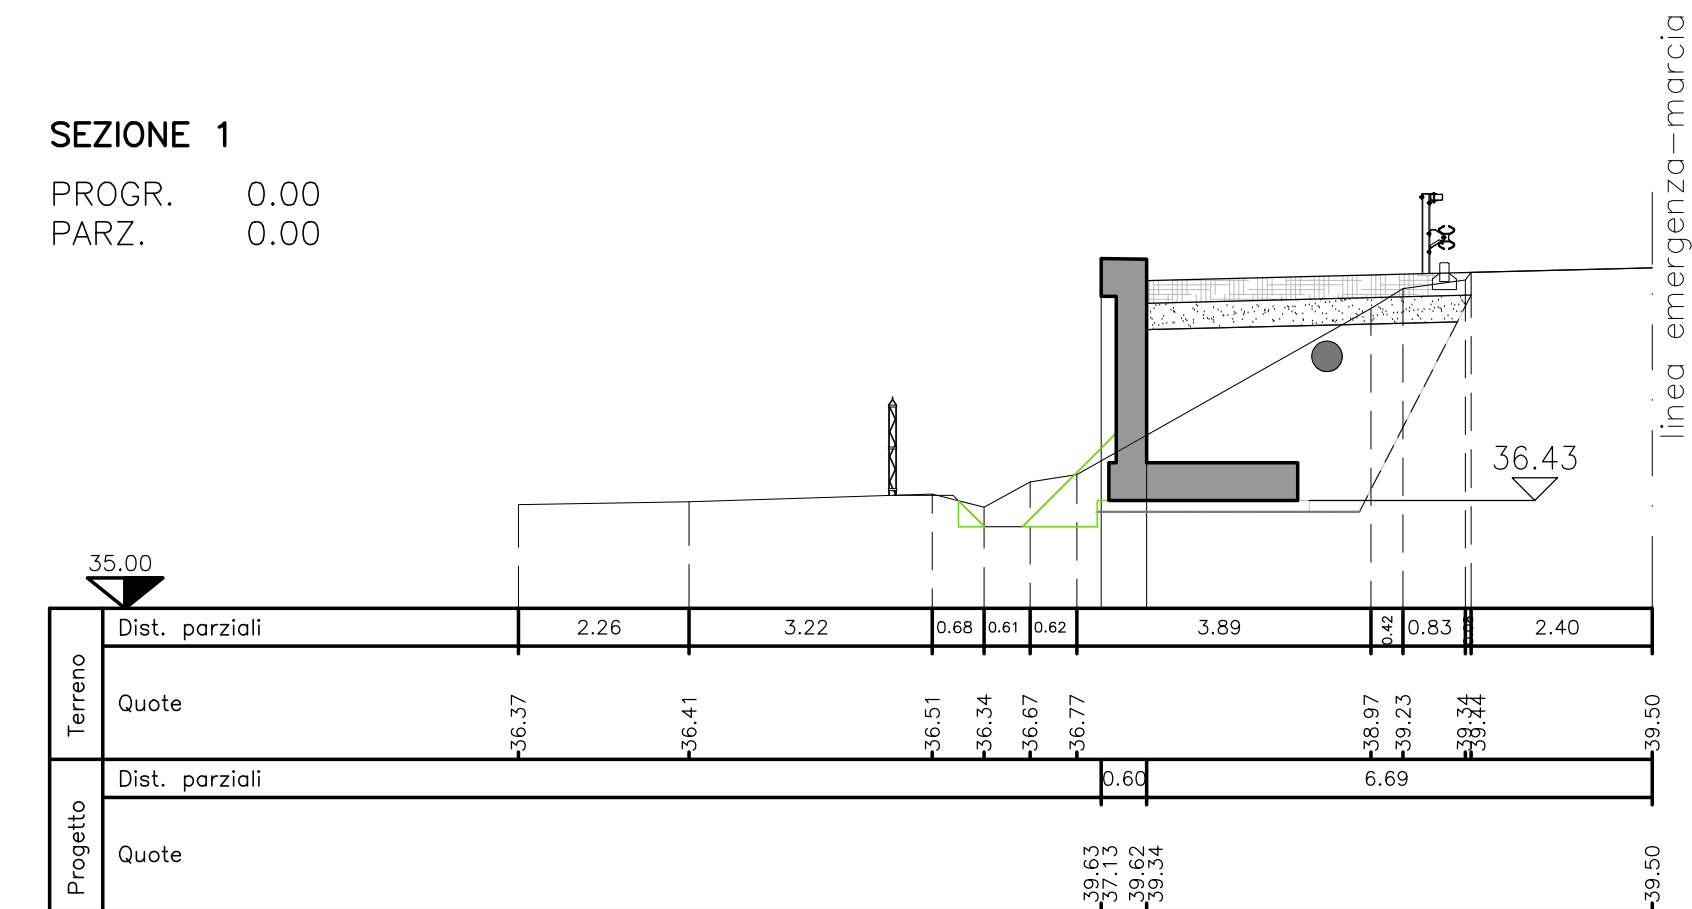 SEZIONE 1
PROGR. 0.00
PARZ. 0.00
linea emergenza-marcia
36.43
35.00
Terreno
Dist. parziali 2.26 3.22 0.68 0.61 0.62 3.89 0.42 0.83 2.40
Quote 36.37 36.41 36.51 36.34 36.67 36.77 38.97 39.23 39.34 39.44 39.50
Progetto
Dist. parziali 0.60 6.69
Quote 39.63 37.13 39.62 39.34 39.50